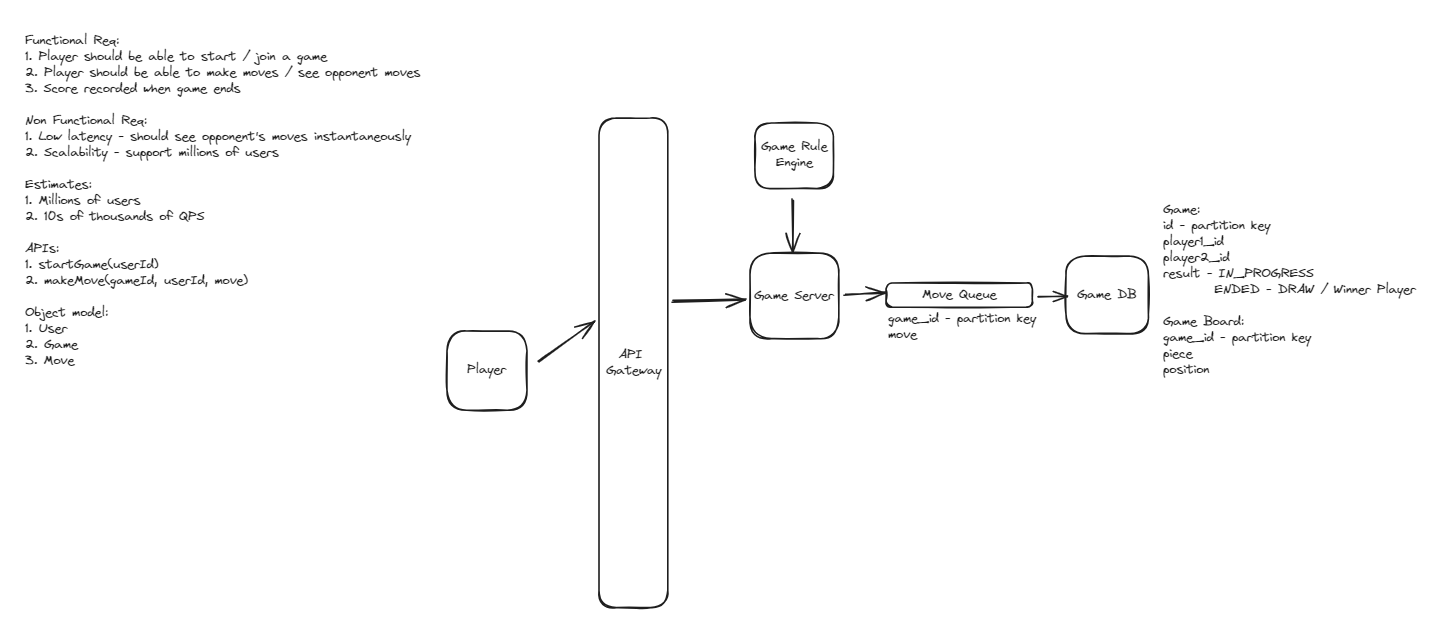 Functional Req:
1. Player should be able to start / join a game
2. Player should be able to make moves / see opponent moves
3. Score recorded when game ends
Non Functional Req:
1. Low latency - should see opponent's moves instantaneously
2. Scalability - support millions of users
Estimates:
1. Millions of users
2. 10s of thousands of QPS
APIs:
1. startGame(userId)
2. makeMove(gameId, userId, move)
Object model:
1. User
2. Game
3. Move
Player
API
Gateway
Game Rule
Engine
Game Server
Move Queue
game_id - partition key
move
Game DB
Game:
id - partition key
player1_id
player2_id
result - IN_PROGRESS
ENDED - DRAW / Winner Player
Game Board:
game_id - partition key
piece
position